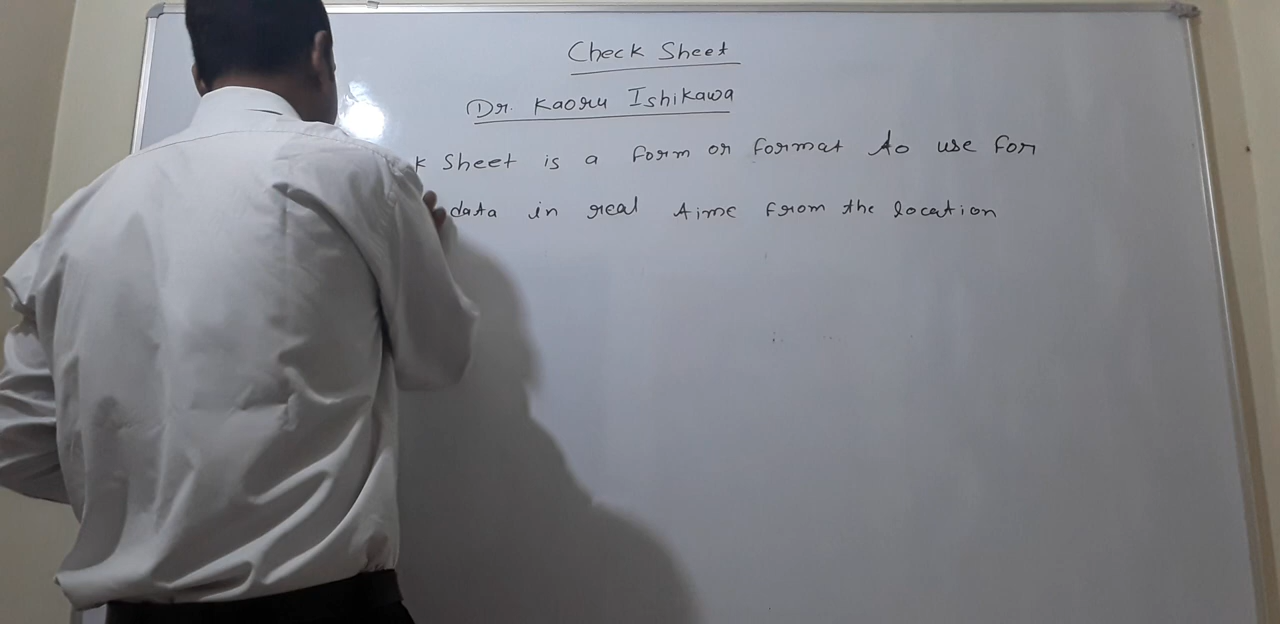 Check Sheet
Dr. Kaoru Ishikawa
k Sheet is a form or format to use for
data in real time from the location